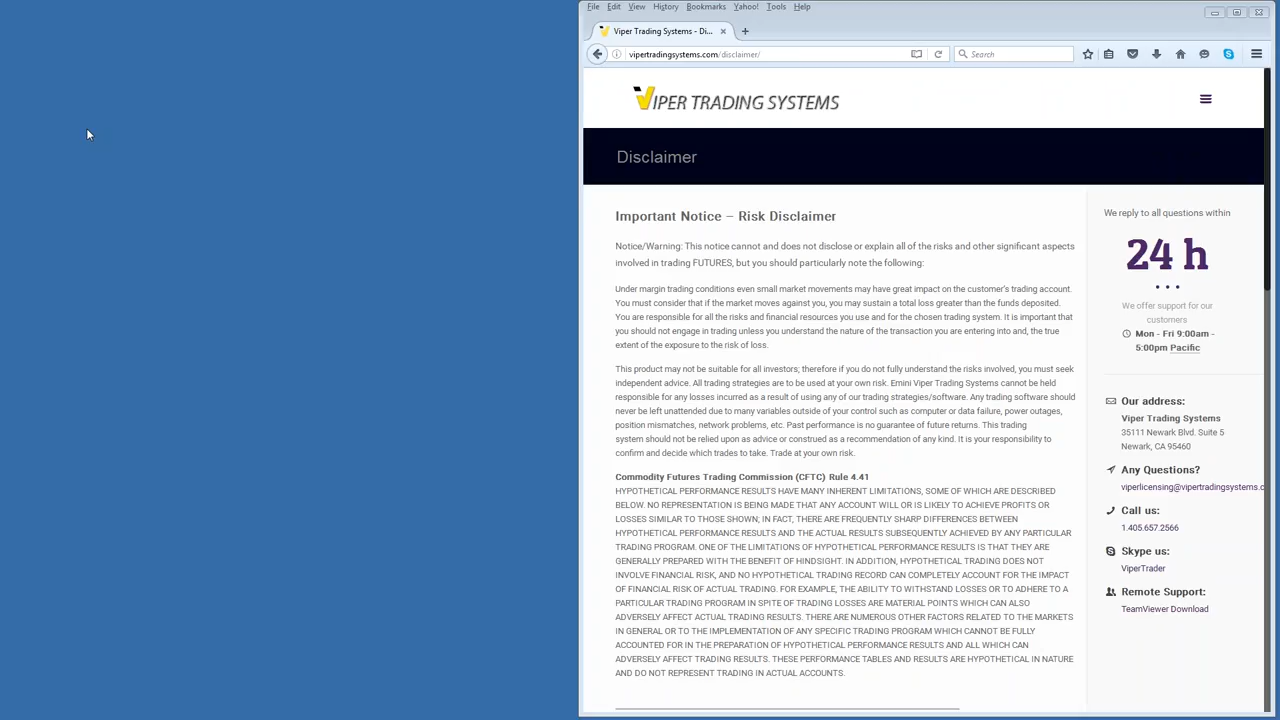 File Edit View History Bookmarks Yahoo! Tools Help
Viper Trading Systems - Di...
vipertradingsystems.com/disclaimer/
Search
VIPER TRADING SYSTEMS
Disclaimer
Important Notice – Risk Disclaimer
Notice/Warning: This notice cannot and does not disclose or explain all of the risks and other significant aspects
involved in trading FUTURES, but you should particularly note the following:
Under margin trading conditions even small market movements may have great impact on the customer's trading account.
You must consider that if the market moves against you, you may sustain a total loss greater than the funds deposited.
You are responsible for all the risks and financial resources you use and for the chosen trading system. It is important that
you should not engage in trading unless you understand the nature of the transaction you are entering into and, the true
extent of the exposure to the risk of loss.
This product may not be suitable for all investors; therefore if you do not fully understand the risks involved, you must seek
independent advice. All trading strategies are to be used at your own risk. Emini Viper Trading Systems cannot be held
responsible for any losses incurred as a result of using any of our trading strategies/software. Any trading software should
never be left unattended due to many variables outside of your control such as computer or data failure, power outages,
position mismatches, network problems, etc. Past performance is no guarantee of future returns. This trading
system should not be relied upon as advice or construed as a recommendation of any kind. It is your responsibility to
confirm and decide which trades to take. Trade at your own risk.
Commodity Futures Trading Commission (CFTC) Rule 4.41
HYPOTHETICAL PERFORMANCE RESULTS HAVE MANY INHERENT LIMITATIONS, SOME OF WHICH ARE DESCRIBED
BELOW. NO REPRESENTATION IS BEING MADE THAT ANY ACCOUNT WILL OR IS LIKELY TO ACHIEVE PROFITS OR
LOSSES SIMILAR TO THOSE SHOWN; IN FACT, THERE ARE FREQUENTLY SHARP DIFFERENCES BETWEEN
HYPOTHETICAL PERFORMANCE RESULTS AND THE ACTUAL RESULTS SUBSEQUENTLY ACHIEVED BY ANY PARTICULAR
TRADING PROGRAM. ONE OF THE LIMITATIONS OF HYPOTHETICAL PERFORMANCE RESULTS IS THAT THEY ARE
GENERALLY PREPARED WITH THE BENEFIT OF HINDSIGHT. IN ADDITION, HYPOTHETICAL TRADING DOES NOT
INVOLVE FINANCIAL RISK, AND NO HYPOTHETICAL TRADING RECORD CAN COMPLETELY ACCOUNT FOR THE IMPACT
OF FINANCIAL RISK OF ACTUAL TRADING. FOR EXAMPLE, THE ABILITY TO WITHSTAND LOSSES OR TO ADHERE TO A
PARTICULAR TRADING PROGRAM IN SPITE OF TRADING LOSSES ARE MATERIAL POINTS WHICH CAN ALSO
ADVERSELY AFFECT ACTUAL TRADING RESULTS. THERE ARE NUMEROUS OTHER FACTORS RELATED TO THE MARKETS
IN GENERAL OR TO THE IMPLEMENTATION OF ANY SPECIFIC TRADING PROGRAM WHICH CANNOT BE FULLY
ACCOUNTED FOR IN THE PREPARATION OF HYPOTHETICAL PERFORMANCE RESULTS AND ALL WHICH CAN
ADVERSELY AFFECT TRADING RESULTS. THESE PERFORMANCE TABLES AND RESULTS ARE HYPOTHETICAL IN NATURE
AND DO NOT REPRESENT TRADING IN ACTUAL ACCOUNTS.
We reply to all questions within
24 h
We offer support for our
customers
Mon - Fri 9:00am -
5:00pm Pacific
Our address:
Viper Trading Systems
35111 Newark Blvd. Suite 5
Newark, CA 95460
Any Questions?
viperlicensing@vipertradingsystems.c
Call us:
1.405.657.2566
Skype us:
ViperTrader
Remote Support:
TeamViewer Download